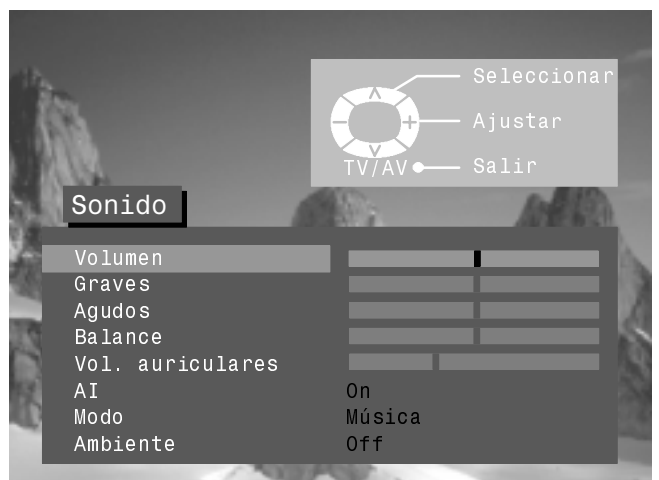 Seleccionar
Ajustar
TV/AV Salir
Sonido
Volumen
Graves
Agudos
Balance
Vol. auriculares
AI On
Modo Música
Ambiente Off